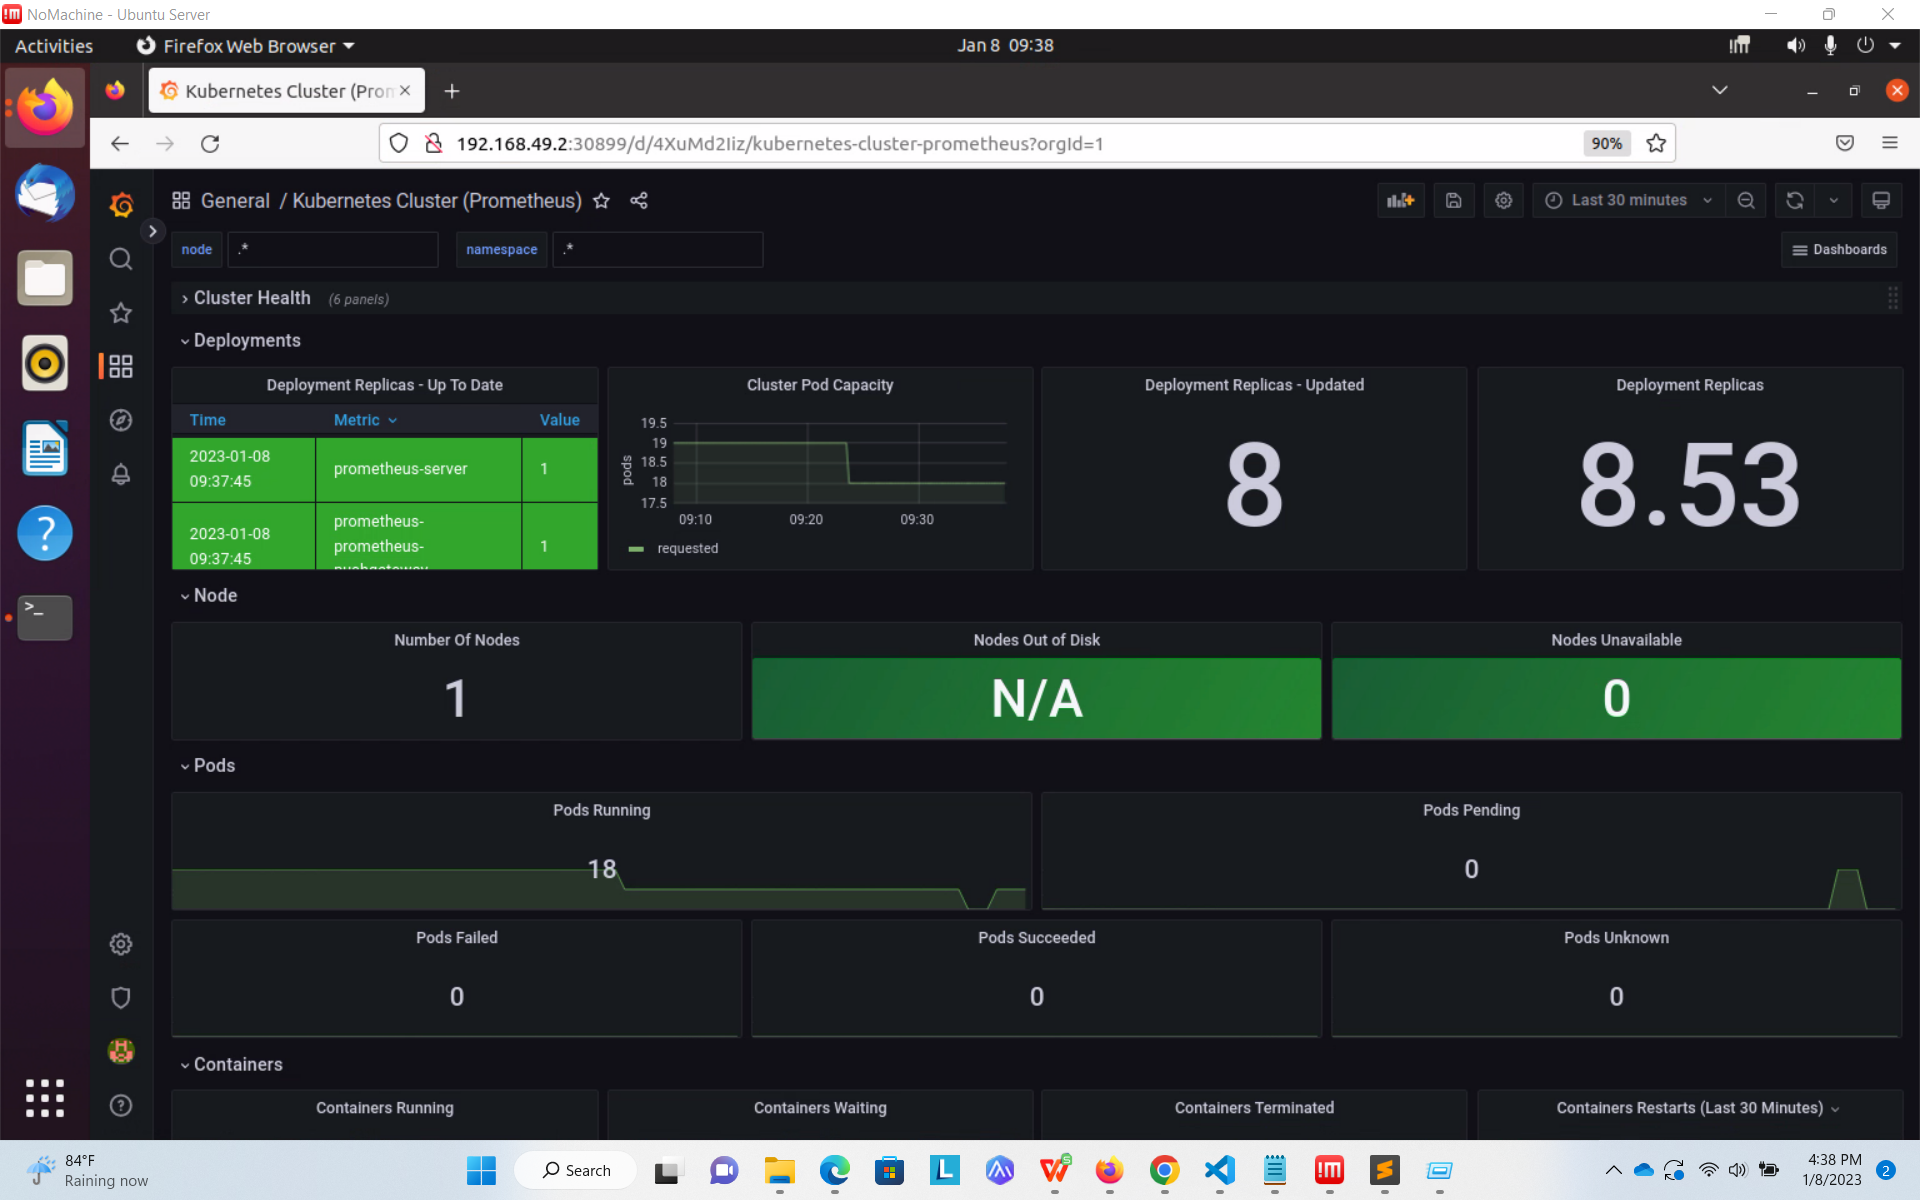 NoMachine - Ubuntu Server
Activities
Firefox Web Browser
Jan 8 09:38
Kubernetes Cluster (Prom
192.168.49.2:30899/d/4XuMd2Iiz/kubernetes-cluster-prometheus?orgId=1
90%
General / Kubernetes Cluster (Prometheus)
Last 30 minutes
node .*
namespace .*
Dashboards
Cluster Health (6 panels)
Deployments
Deployment Replicas - Up To Date
Time Metric Value
2023-01-08
09:37:45
prometheus-server
1
2023-01-08
09:37:45
prometheus-
prometheus-
pushgateway
1
Cluster Pod Capacity
pods
19.5
19
18.5
18
17.5
09:10 09:20 09:30
requested
Deployment Replicas - Updated
8
Deployment Replicas
8.53
Node
Number Of Nodes
1
Nodes Out of Disk
N/A
Nodes Unavailable
0
Pods
Pods Running
18
Pods Pending
0
Pods Failed
0
Pods Succeeded
0
Pods Unknown
0
Containers
Containers Running
Containers Waiting
Containers Terminated
Containers Restarts (Last 30 Minutes)
84°F
Raining now
Search
4:38 PM
1/8/2023
2